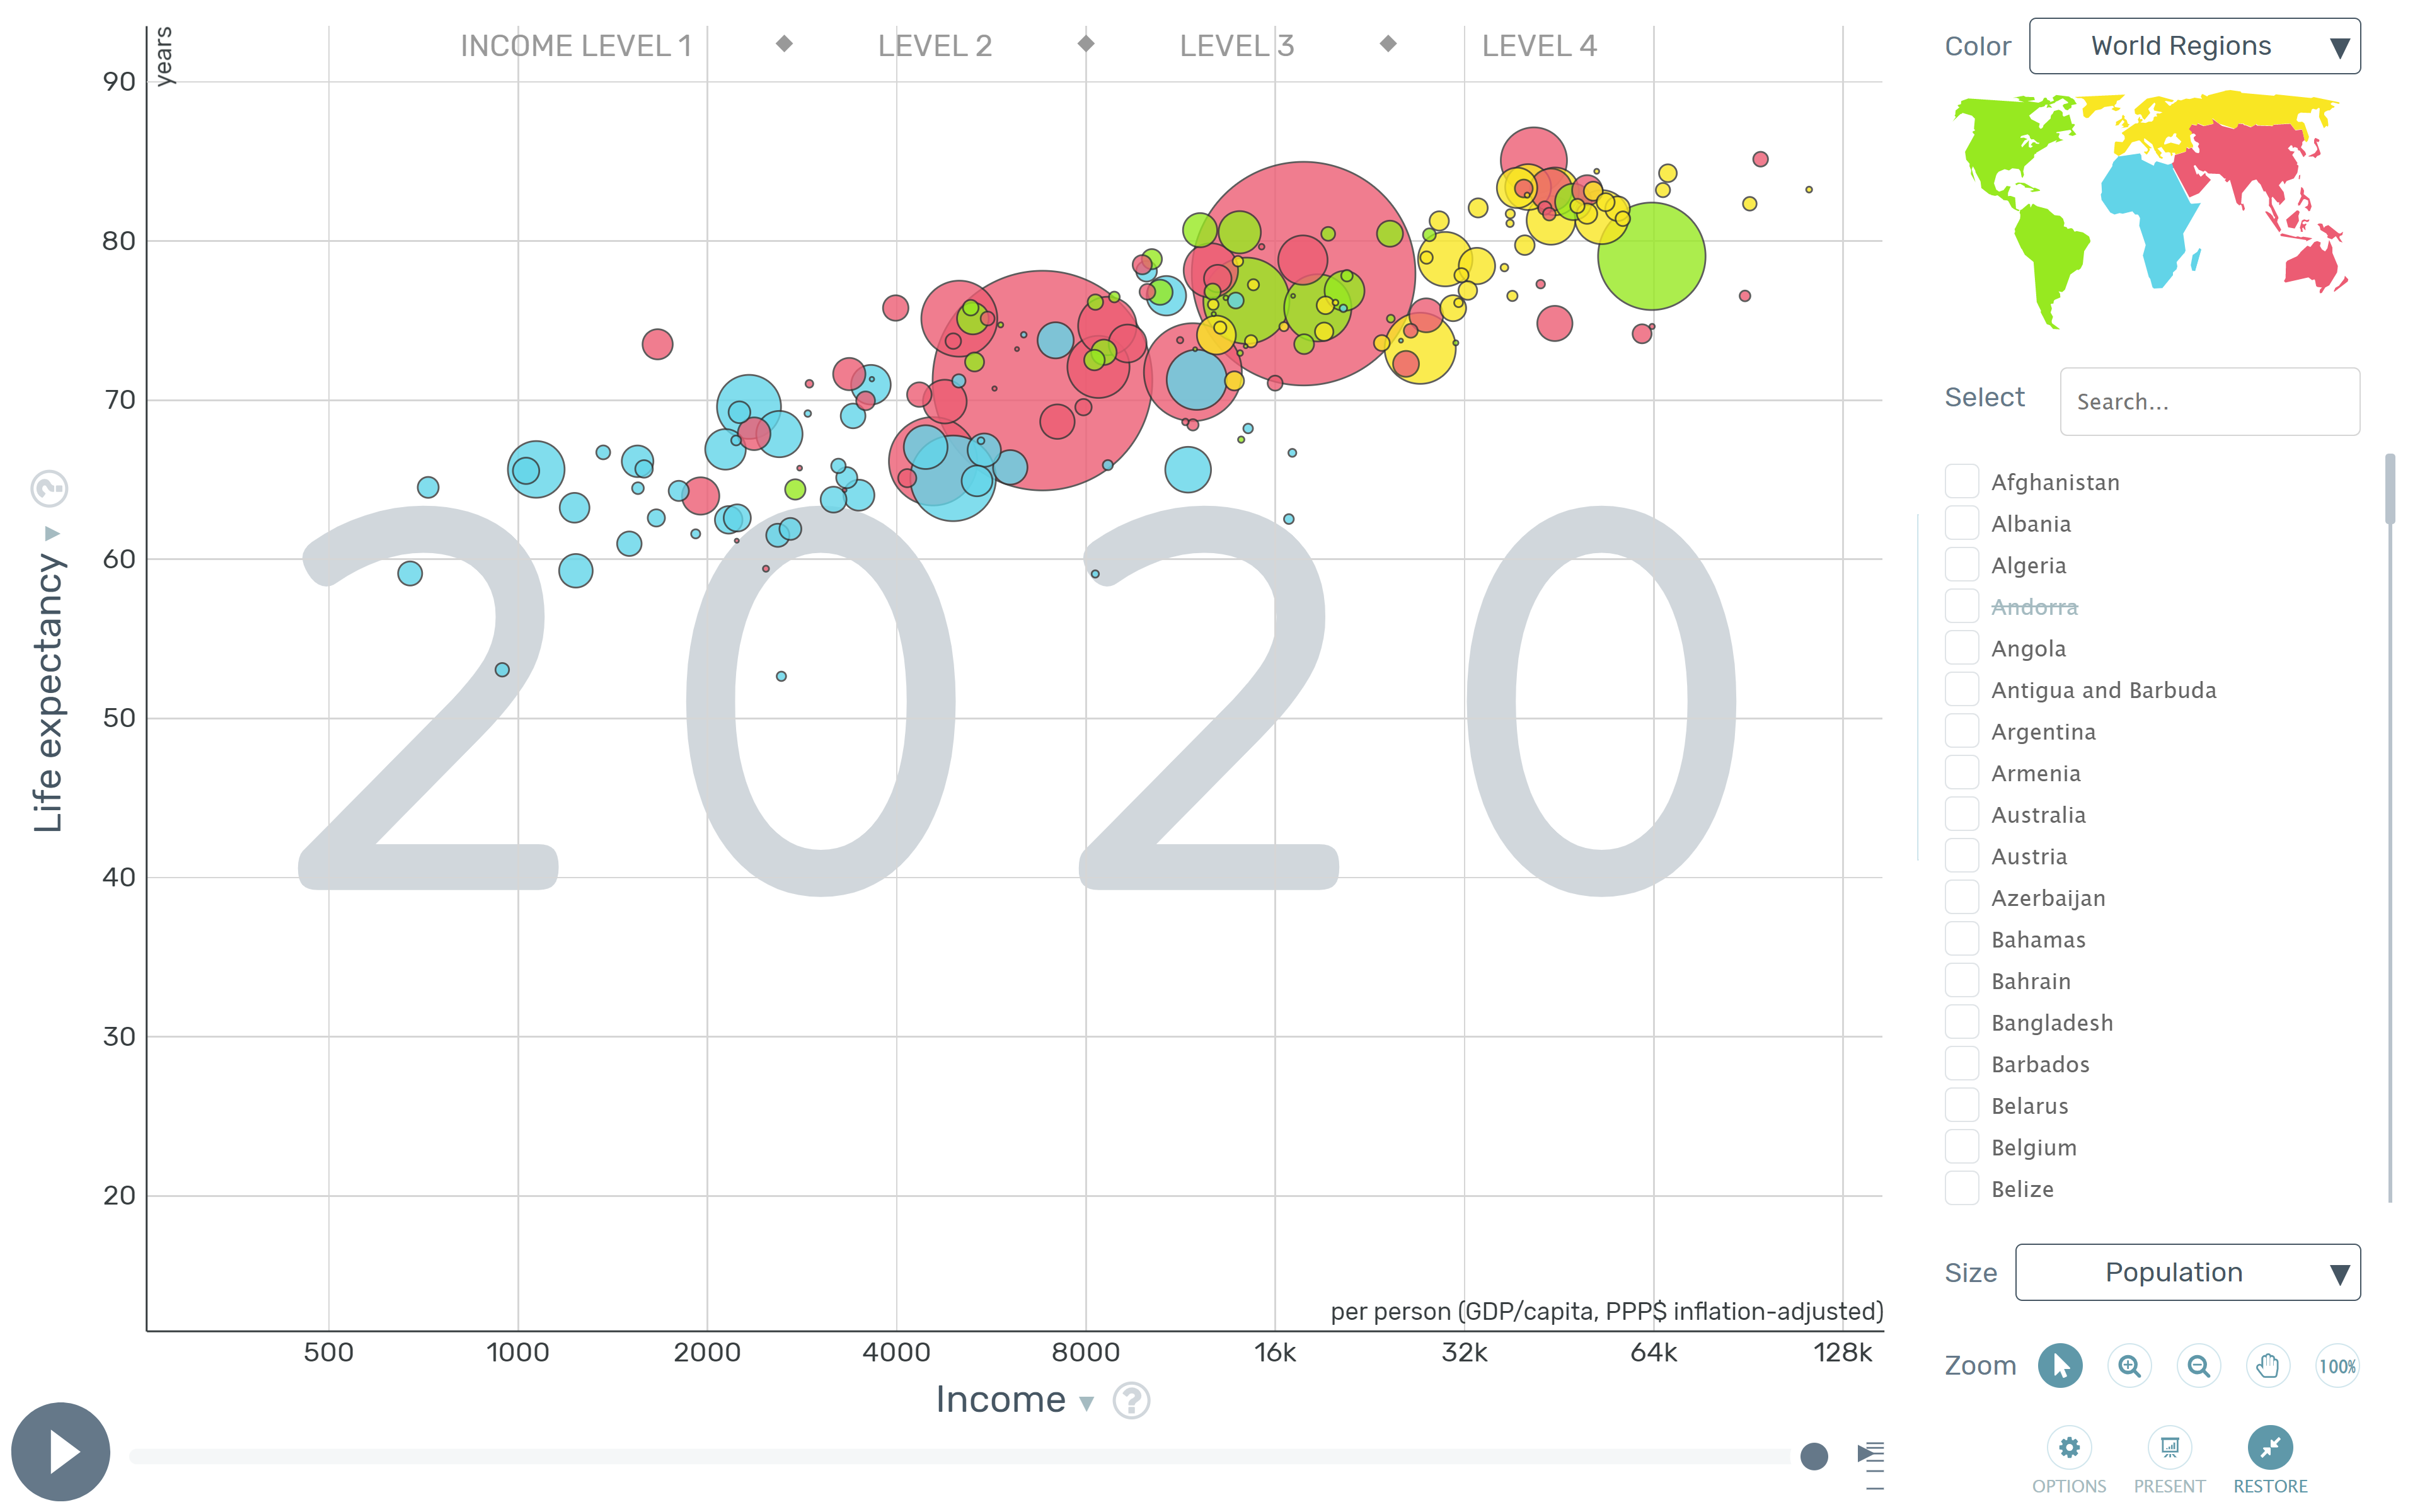 INCOME LEVEL 1 ◆ LEVEL 2 ◆ LEVEL 3 ◆ LEVEL 4
years
90
80
70
60
50
40
30
20
Life expectancy
?
2020
per person (GDP/capita, PPP$ inflation-adjusted)
500 1000 2000 4000 8000 16k 32k 64k 128k
Income ?
Color World Regions
Select Search...
Afghanistan
Albania
Algeria
Andorra
Angola
Antigua and Barbuda
Argentina
Armenia
Australia
Austria
Azerbaijan
Bahamas
Bahrain
Bangladesh
Barbados
Belarus
Belgium
Belize
Size Population
Zoom 100%
OPTIONS PRESENT RESTORE